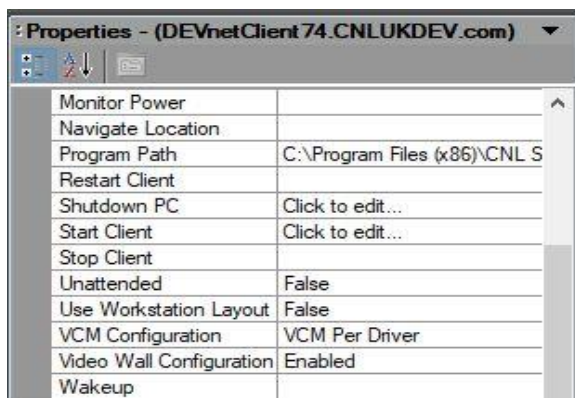 Properties - (DEVnetClient74.CNLUKDEV.com)
Monitor Power
Navigate Location
Program Path C:\Program Files (x86)\CNL S
Restart Client
Shutdown PC Click to edit...
Start Client Click to edit...
Stop Client
Unattended False
Use Workstation Layout False
VCM Configuration VCM Per Driver
Video Wall Configuration Enabled
Wakeup